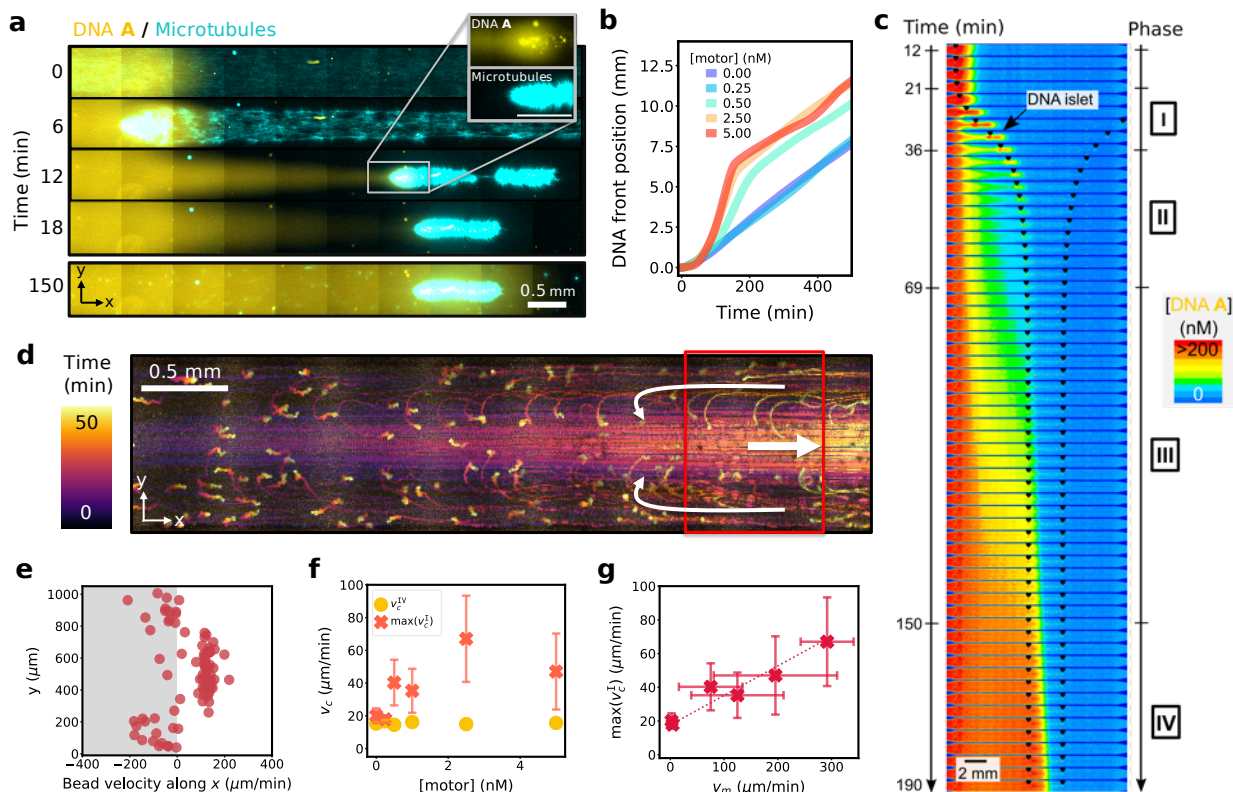 a
DNA A / Microtubules
DNA A
Microtubules
Time (min)
0
6
12
18
150
y
x
0.5 mm
b
DNA front position (mm)
12.5
10.0
7.5
5.0
2.5
0.0
[motor] (nM)
0.00
0.25
0.50
2.50
5.00
0
200
400
Time (min)
c
Time (min)
Phase
12
21
36
69
150
190
DNA islet
I
II
III
IV
2 mm
[DNA A]
(nM)
>200
0
d
Time
(min)
50
0
0.5 mm
y
x
e
y (μm)
1000
800
600
400
200
0
−400
−200
0
200
400
Bead velocity along x (μm/min)
f
v_c (μm/min)
100
80
60
40
20
0
v_c^IV
max(v_c^I)
0
2
4
[motor] (nM)
g
max(v_c^I) (μm/min)
100
80
60
40
20
0
0
100
200
300
v_m (μm/min)